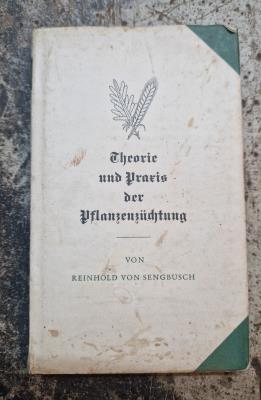 Theorie
und Praxis
der
Pflanzenzüchtung
VON
REINHOLD VON SENGBUSCH